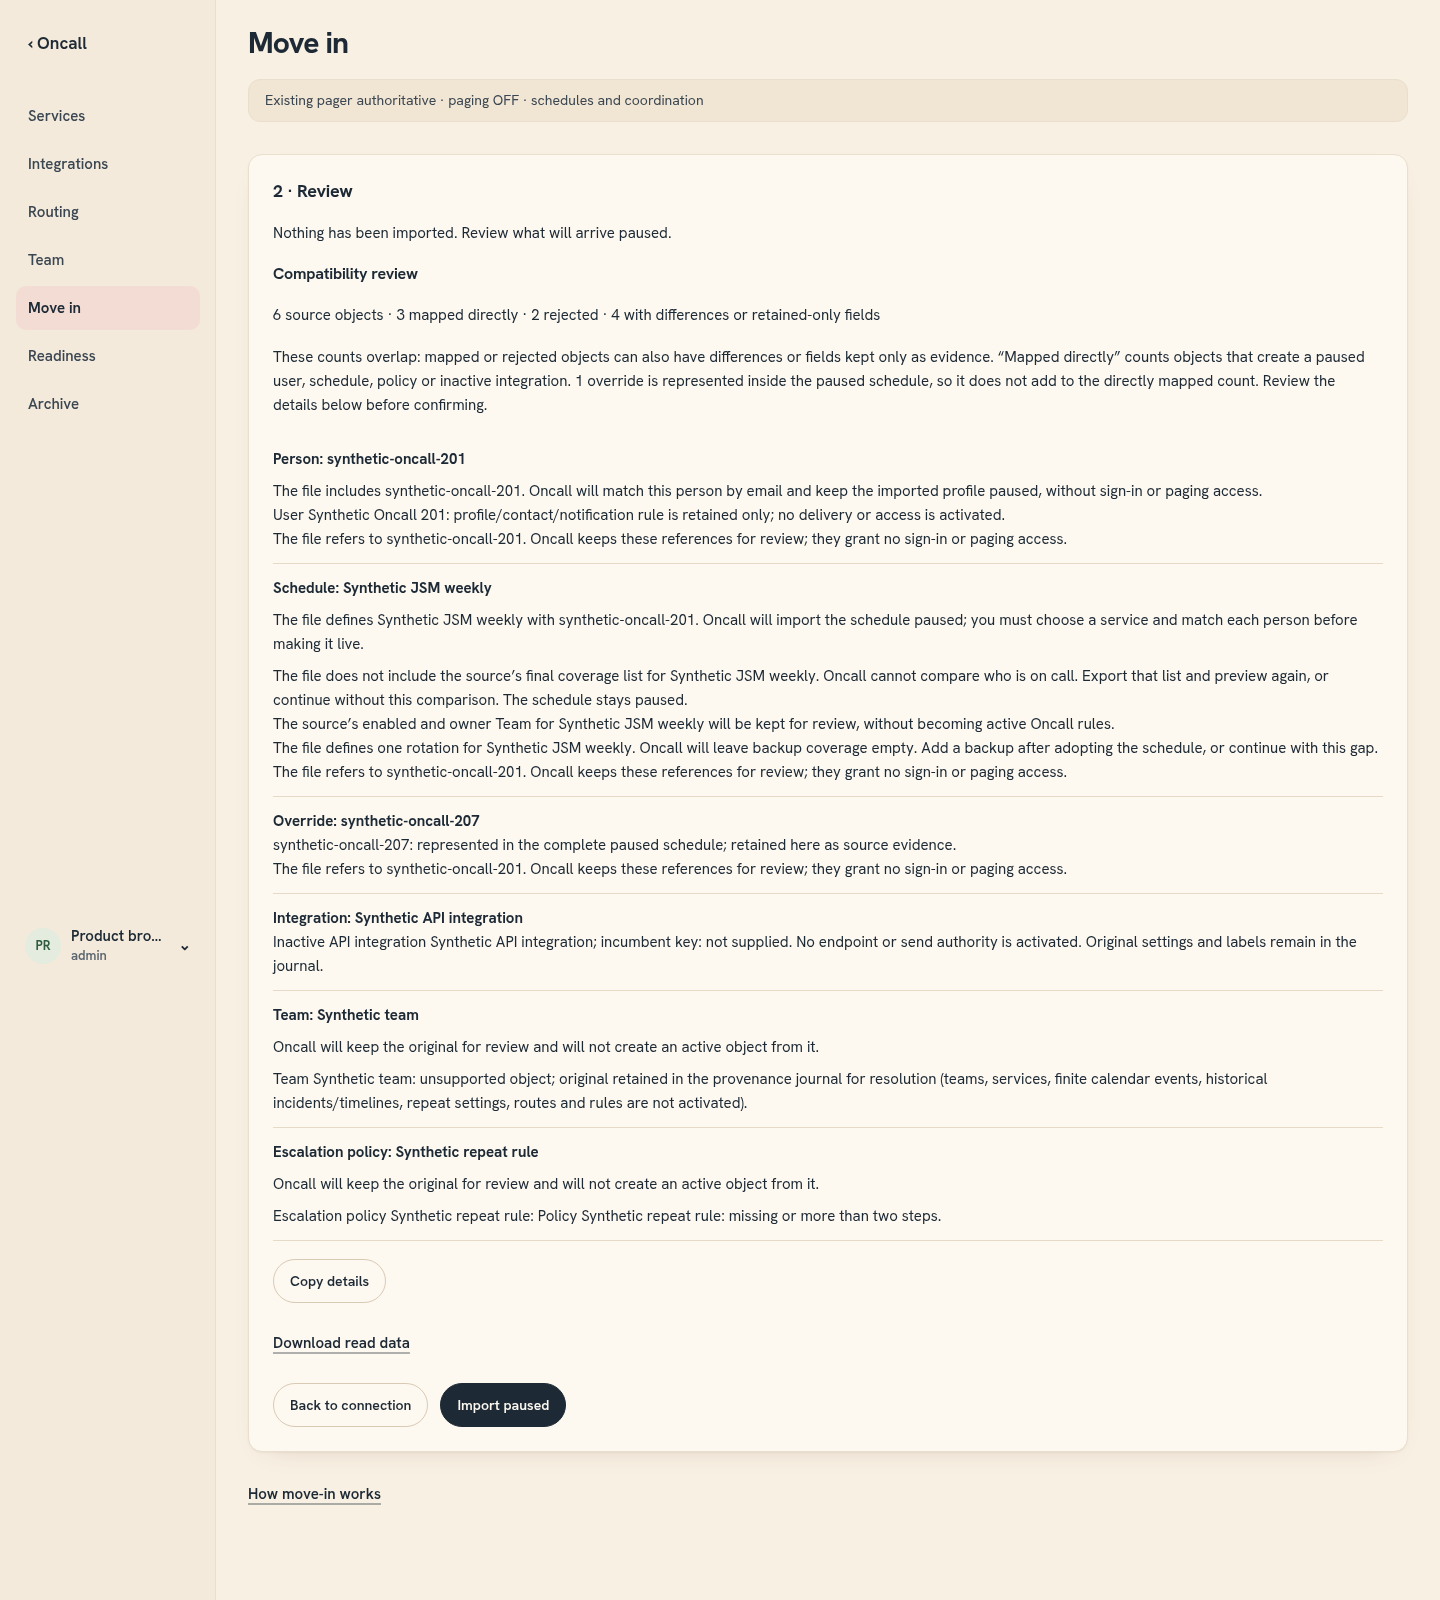 ‹ Oncall
Services
Integrations
Routing
Team
Move in
Readiness
Archive
PR
Product bro...
admin
Move in
Existing pager authoritative · paging OFF · schedules and coordination
2 · Review
Nothing has been imported. Review what will arrive paused.
Compatibility review
6 source objects · 3 mapped directly · 2 rejected · 4 with differences or retained-only fields
These counts overlap: mapped or rejected objects can also have differences or fields kept only as evidence. “Mapped directly” counts objects that create a paused
user, schedule, policy or inactive integration. 1 override is represented inside the paused schedule, so it does not add to the directly mapped count. Review the
details below before confirming.
Person: synthetic-oncall-201
The file includes synthetic-oncall-201. Oncall will match this person by email and keep the imported profile paused, without sign-in or paging access.
User Synthetic Oncall 201: profile/contact/notification rule is retained only; no delivery or access is activated.
The file refers to synthetic-oncall-201. Oncall keeps these references for review; they grant no sign-in or paging access.
Schedule: Synthetic JSM weekly
The file defines Synthetic JSM weekly with synthetic-oncall-201. Oncall will import the schedule paused; you must choose a service and match each person before
making it live.
The file does not include the source’s final coverage list for Synthetic JSM weekly. Oncall cannot compare who is on call. Export that list and preview again, or
continue without this comparison. The schedule stays paused.
The source’s enabled and owner Team for Synthetic JSM weekly will be kept for review, without becoming active Oncall rules.
The file defines one rotation for Synthetic JSM weekly. Oncall will leave backup coverage empty. Add a backup after adopting the schedule, or continue with this gap.
The file refers to synthetic-oncall-201. Oncall keeps these references for review; they grant no sign-in or paging access.
Override: synthetic-oncall-207
synthetic-oncall-207: represented in the complete paused schedule; retained here as source evidence.
The file refers to synthetic-oncall-201. Oncall keeps these references for review; they grant no sign-in or paging access.
Integration: Synthetic API integration
Inactive API integration Synthetic API integration; incumbent key: not supplied. No endpoint or send authority is activated. Original settings and labels remain in the
journal.
Team: Synthetic team
Oncall will keep the original for review and will not create an active object from it.
Team Synthetic team: unsupported object; original retained in the provenance journal for resolution (teams, services, finite calendar events, historical
incidents/timelines, repeat settings, routes and rules are not activated).
Escalation policy: Synthetic repeat rule
Oncall will keep the original for review and will not create an active object from it.
Escalation policy Synthetic repeat rule: Policy Synthetic repeat rule: missing or more than two steps.
Copy details
Download read data
Back to connection
Import paused
How move-in works